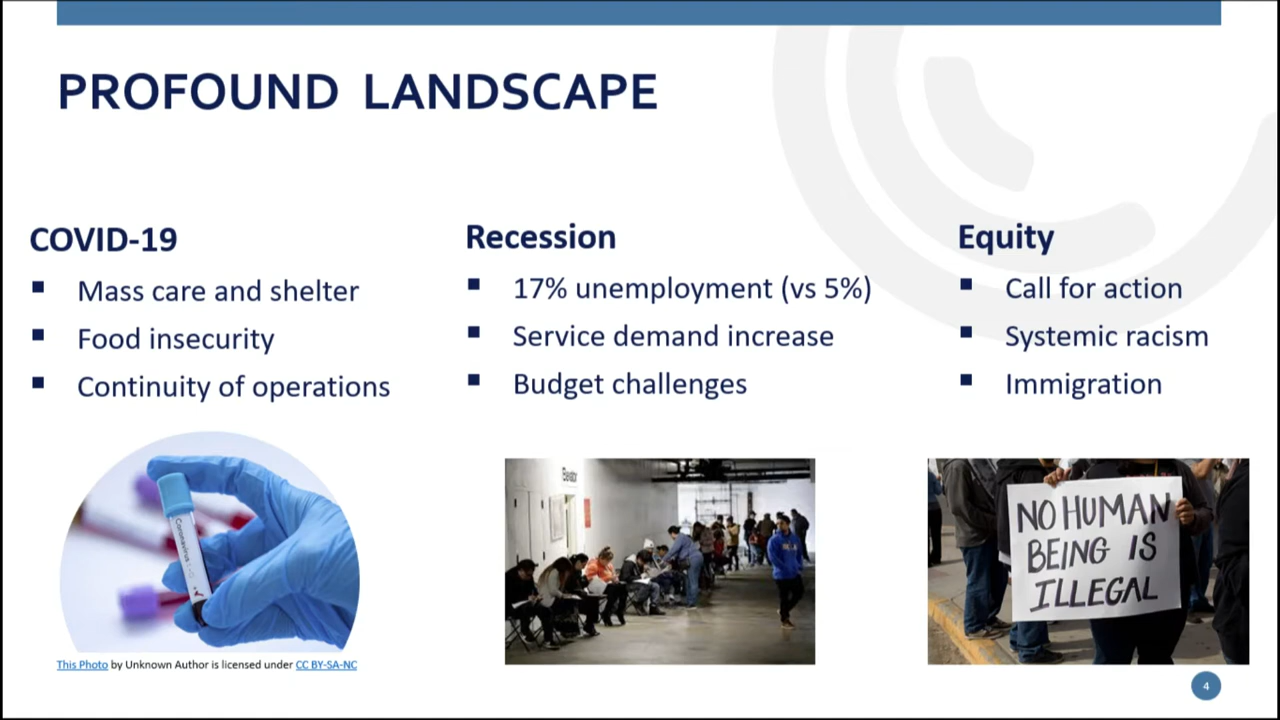 PROFOUND LANDSCAPE
COVID-19
▪ Mass care and shelter
▪ Food insecurity
▪ Continuity of operations
Recession
▪ 17% unemployment (vs 5%)
▪ Service demand increase
▪ Budget challenges
Equity
▪ Call for action
▪ Systemic racism
▪ Immigration
Coronavirus
Elevator
NO HUMAN
BEING IS
ILLEGAL
This Photo by Unknown Author is licensed under CC BY-SA-NC
4